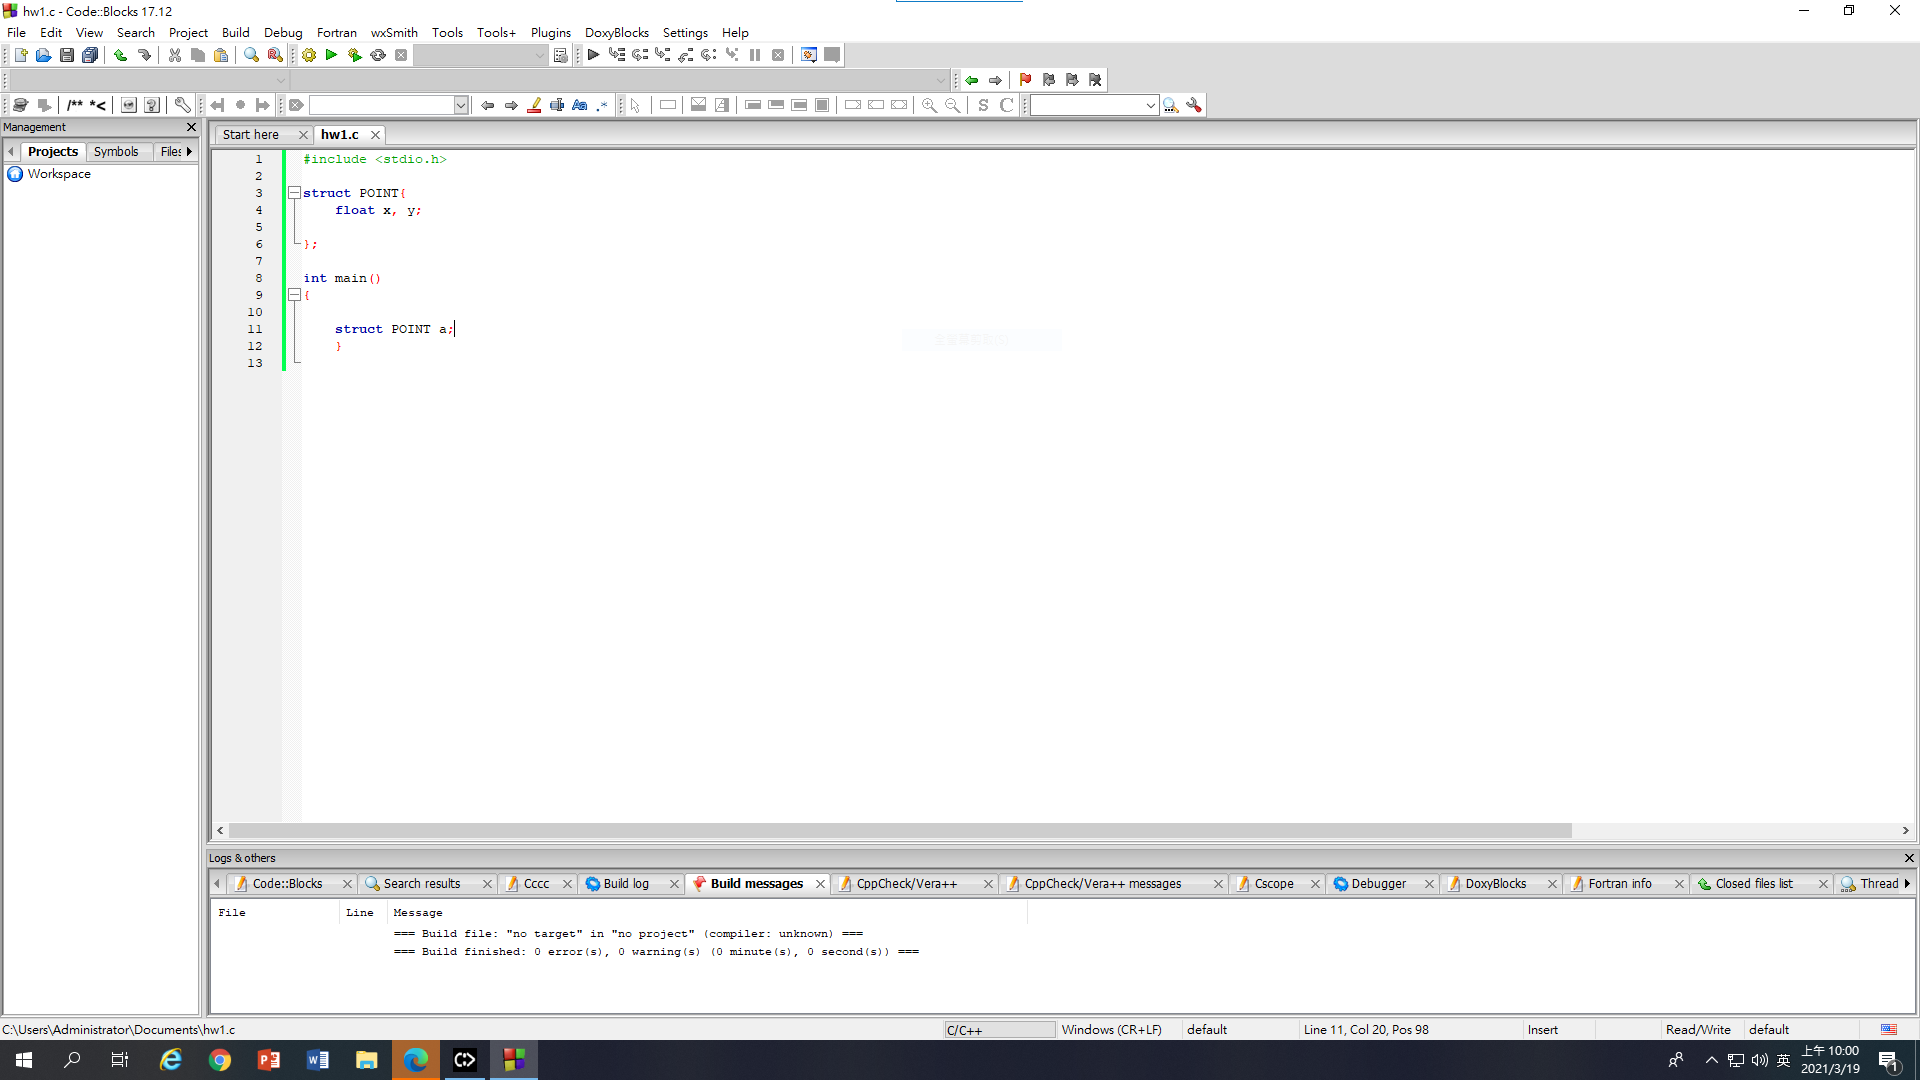 hw1.c - Code::Blocks 17.12
File Edit View Search Project Build Debug Fortran wxSmith Tools Tools+ Plugins DoxyBlocks Settings Help
/** *<
S C
Management
Projects Symbols Files
Workspace
Start here hw1.c
1 #include <stdio.h>
2
3 struct POINT{
4 float x, y;
5
6 };
7
8 int main()
9 {
10
11 struct POINT a;
12 }
13
Logs & others
Code::Blocks Search results Cccc Build log Build messages CppCheck/Vera++ CppCheck/Vera++ messages Cscope Debugger DoxyBlocks Fortran info Closed files list Thread
File Line Message
=== Build file: "no target" in "no project" (compiler: unknown) ===
=== Build finished: 0 error(s), 0 warning(s) (0 minute(s), 0 second(s)) ===
C:\Users\Administrator\Documents\hw1.c C/C++ Windows (CR+LF) default Line 11, Col 20, Pos 98 Insert Read/Write default
英 上午 10:00
2021/3/19
1